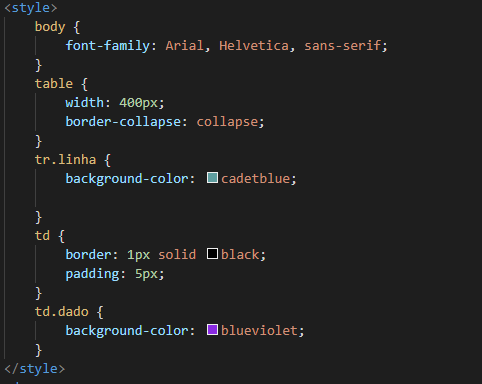 <style>
body {
font-family: Arial, Helvetica, sans-serif;
}
table {
width: 400px;
border-collapse: collapse;
}
tr.linha {
background-color: cadetblue;
}
td {
border: 1px solid black;
padding: 5px;
}
td.dado {
background-color: blueviolet;
}
</style>